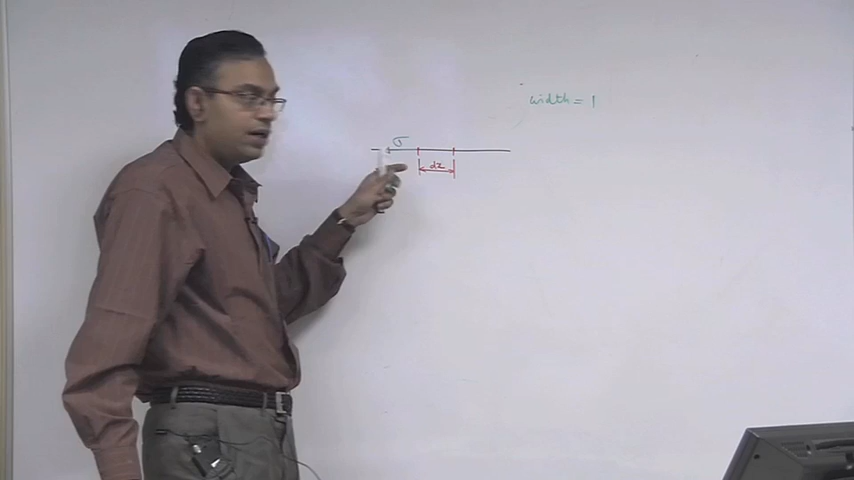 width = 1
σ
dx